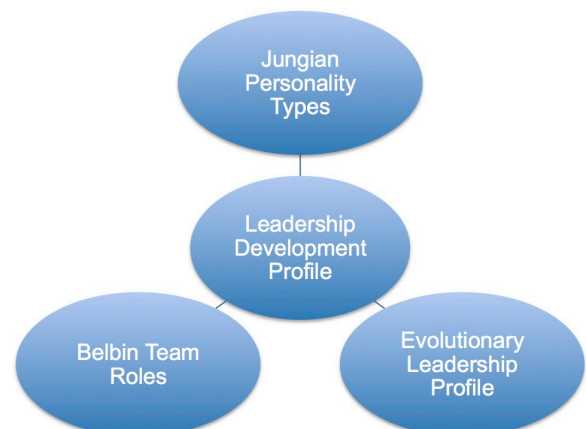 Jungian
Personality
Types
Leadership
Development
Profile
Belbin Team
Roles
Evolutionary
Leadership
Profile